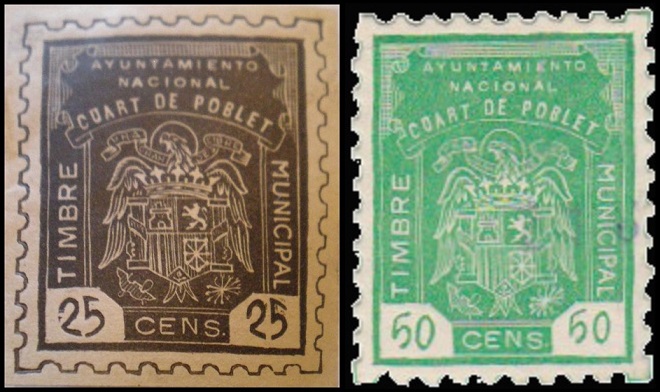 AYUNTAMIENTO
NACIONAL
CUART DE POBLET
TIMBRE
MUNICIPAL
25 CENS. 25
AYUNTAMIENTO
NACIONAL
CUART DE POBLET
TIMBRE
MUNICIPAL
50 CENS. 50